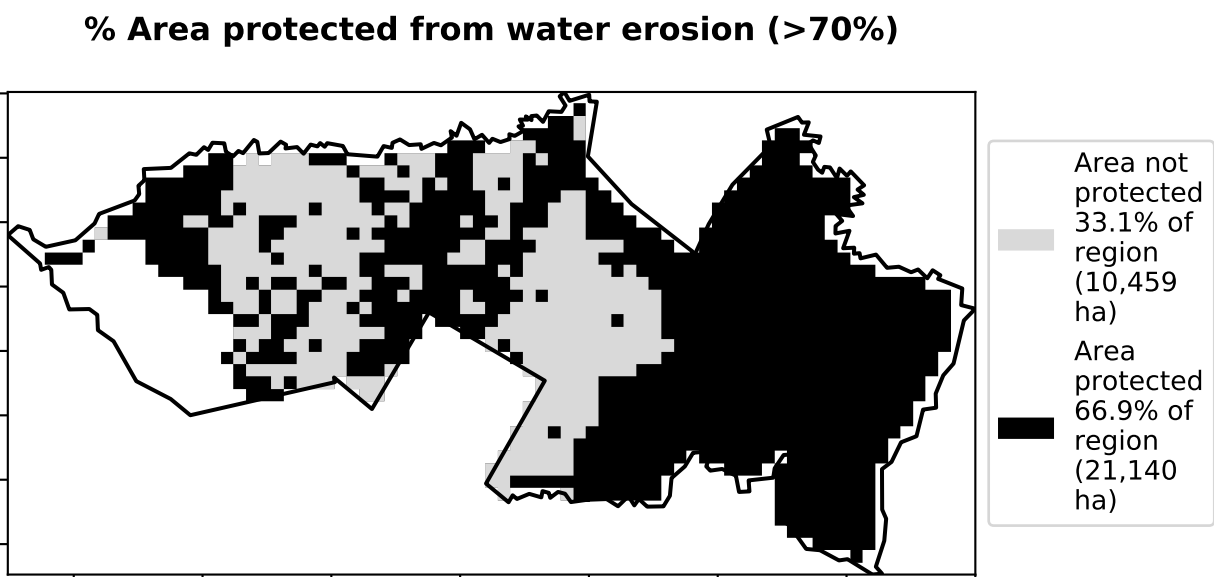 % Area protected from water erosion (>70%)
Area not
protected
33.1% of
region
(10,459
ha)
Area
protected
66.9% of
region
(21,140
ha)